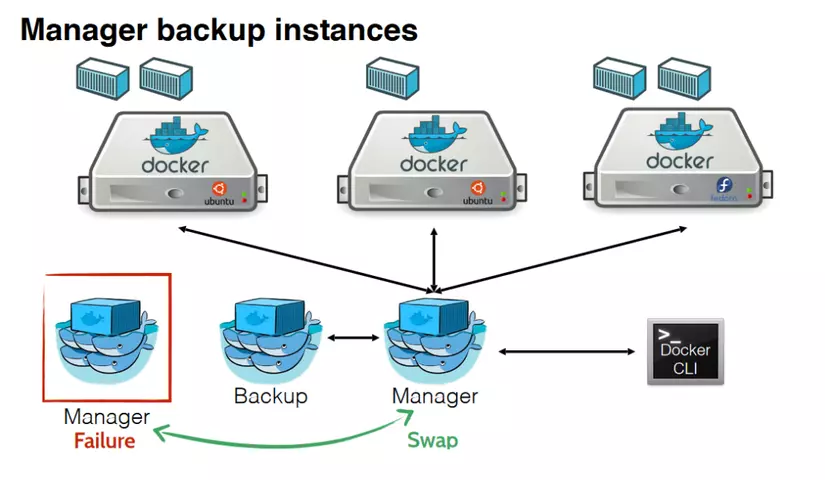 Manager backup instances
docker
ubuntu
docker
ubuntu
docker
fedora
>_
Docker
CLI
Manager
Failure
Backup
Manager
Swap